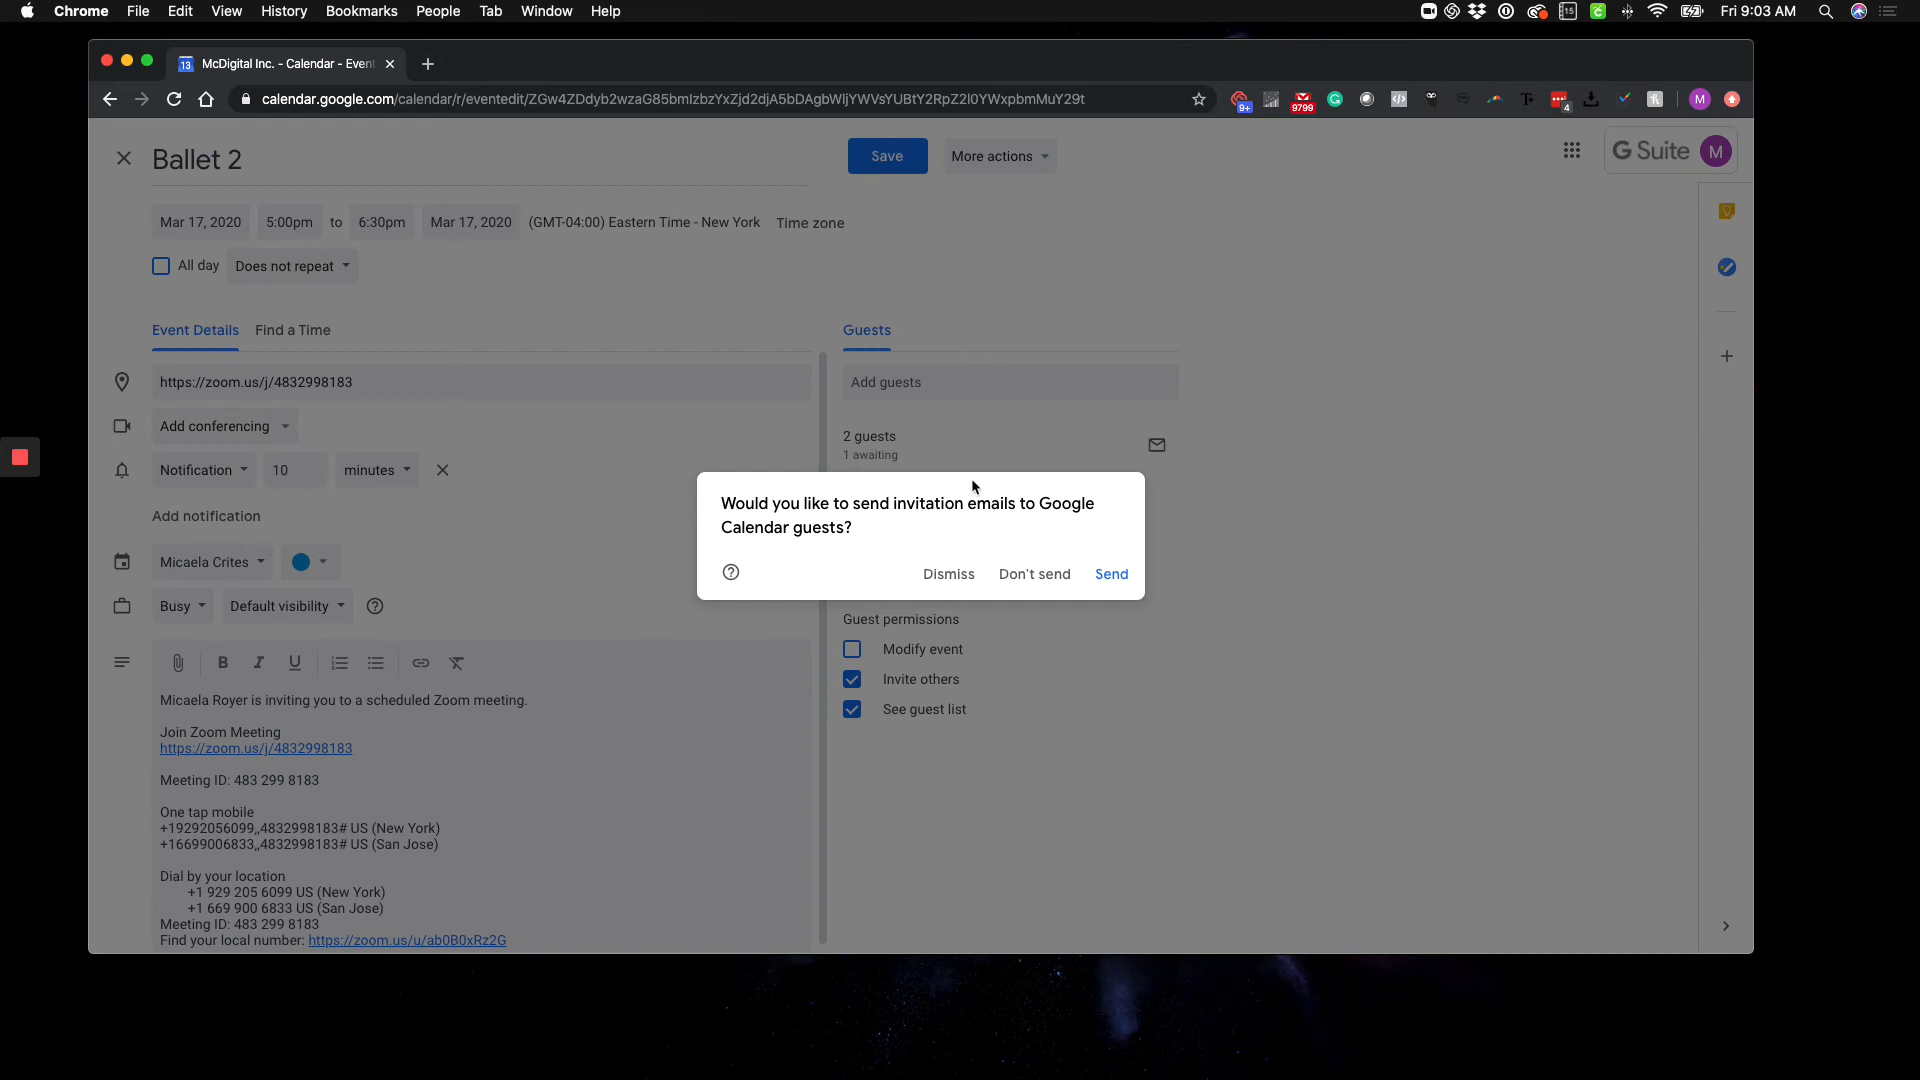 Chrome File Edit View History Bookmarks People Tab Window Help
15
Fri 9:03 AM
13 McDigital Inc. - Calendar - Event
calendar.google.com/calendar/r/eventedit/
9+
9799
4
M
Ballet 2
Save
More actions
G Suite M
Mar 17, 2020 5:00pm to 6:30pm Mar 17, 2020 (GMT-04:00) Eastern Time - New York Time zone
All day Does not repeat
Event Details Find a Time
Guests
https://zoom.us/j/4832998183
Add guests
Add conferencing
2 guests
1 awaiting
Notification 10 minutes
Would you like to send invitation emails to Google
Calendar guests?
Add notification
Dismiss Don't send Send
Micaela Crites
Busy Default visibility
Guest permissions
Modify event
Invite others
See guest list
B I U
Micaela Royer is inviting you to a scheduled Zoom meeting.
Join Zoom Meeting
https://zoom.us/j/4832998183
Meeting ID: 483 299 8183
One tap mobile
+19292056099,,4832998183# US (New York)
+16699006833,,4832998183# US (San Jose)
Dial by your location
+1 929 205 6099 US (New York)
+1 669 900 6833 US (San Jose)
Meeting ID: 483 299 8183
Find your local number: https://zoom.us/u/ab0B0xRz2G